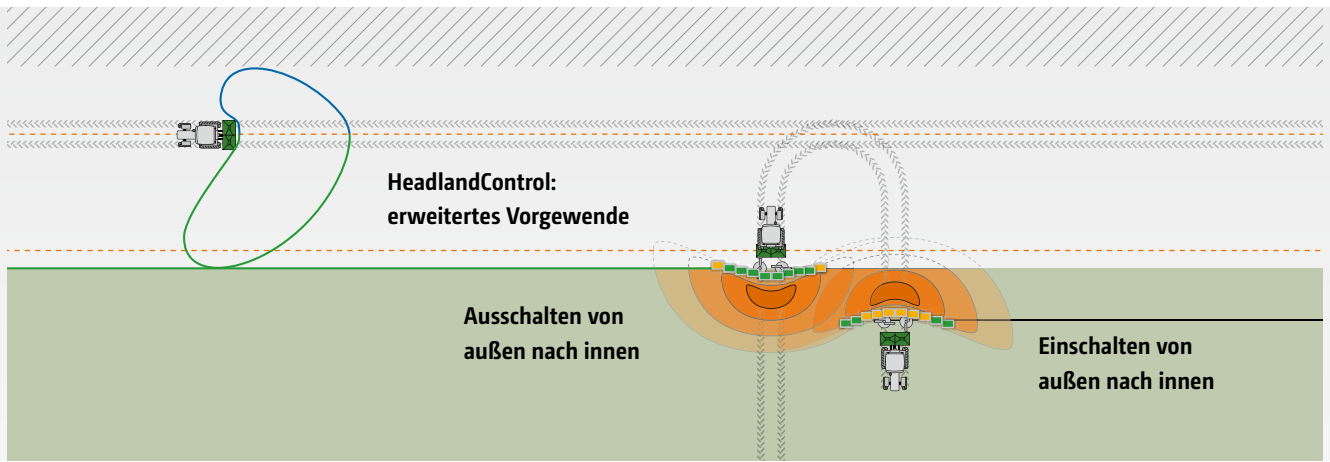 HeadlandControl:
erweitertes Vorgewende
Ausschalten von
außen nach innen
Einschalten von
außen nach innen